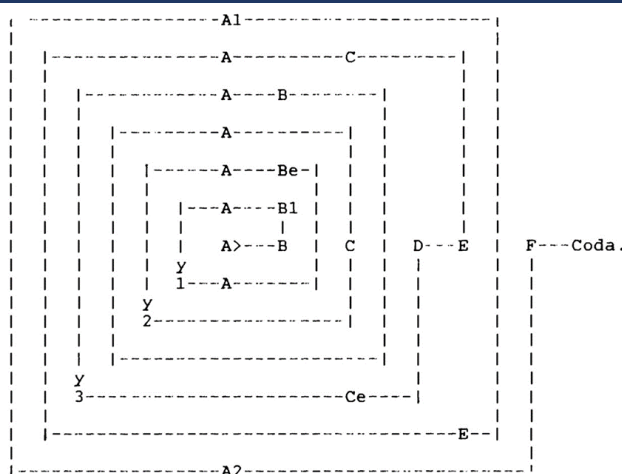 A1
A C
A B
A
A Be
A B1
A> B C D E F Coda.
y
1 A
y
2
y
3 Ce
E
A2